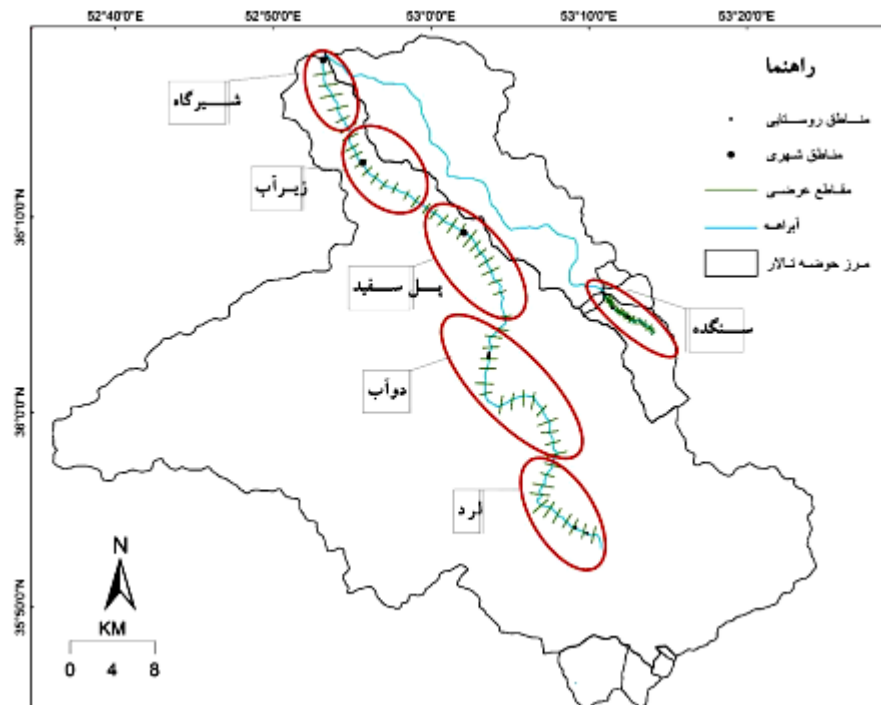 52°40'0"E 52°50'0"E 53°0'0"E 53°10'0"E 53°20'0"E
راهنما
مناطق روستایی
مناطق شهری
مقاطع عرضی
آبراهه
مرز حوضه تالار
شیرگاه
زیرآب
پل سفید
سنگده
دوآب
لرد
36°10'0"N
36°0'0"N
35°50'0"N
N
KM
0 4 8